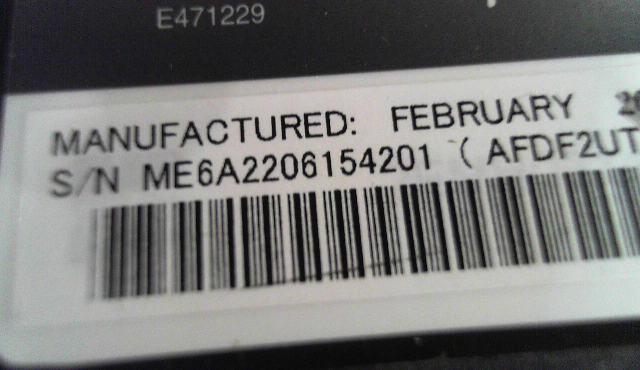 E471229
MANUFACTURED: FEBRUARY
S/N ME6A2206154201 ( AFDF2UT